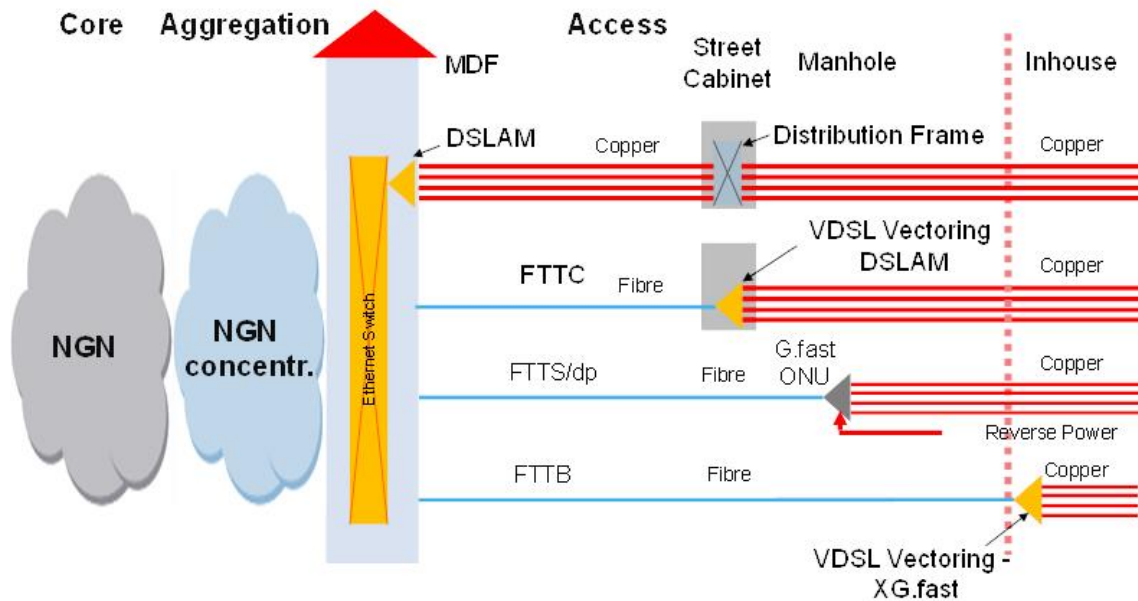 Core
Aggregation
Access
MDF
Street
Cabinet
Manhole
Inhouse
DSLAM
Copper
Distribution Frame
Copper
VDSL Vectoring
DSLAM
FTTC
Fibre
Copper
NGN
NGN
concentr.
Ethernet Switch
FTTS/dp
Fibre
G.fast
ONU
Copper
Reverse Power
FTTB
Fibre
Copper
VDSL Vectoring -
XG.fast